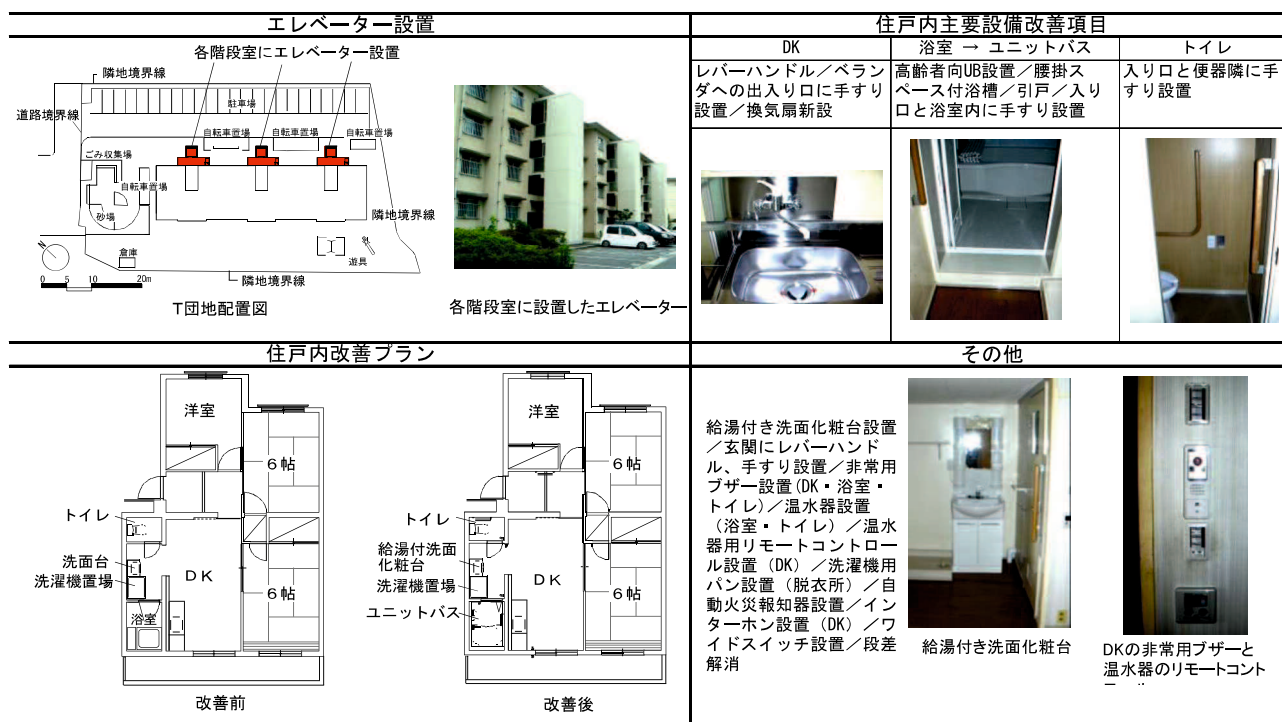 エレベーター設置
各階段室にエレベーター設置
隣地境界線
駐車場
道路境界線
自転車置場
自転車置場
自転車置場
ごみ収集場
自転車置場
砂場
隣地境界線
N
倉庫
遊具
隣地境界線
0 5 10 20m
T団地配置図
各階段室に設置したエレベーター
住戸内主要設備改善項目
DK
浴室 → ユニットバス
トイレ
レバーハンドル／ベラン
ダへの出入り口に手すり
設置／換気扇新設
高齢者向UB設置／腰掛ス
ペース付浴槽／引戸／入り
口と浴室内に手すり設置
入り口と便器隣に手
すり設置
住戸内改善プラン
洋室
6帖
トイレ
洗面台
洗濯機置場
DK
6帖
浴室
改善前
洋室
6帖
トイレ
給湯付洗面
化粧台
洗濯機置場
DK
6帖
ユニットバス
改善後
その他
給湯付き洗面化粧台設置
／玄関にレバーハンド
ル、手すり設置／非常用
ブザー設置(DK・浴室・
トイレ)／温水器設置
（浴室・トイレ）／温水
器用リモートコントロー
ル設置（DK）／洗濯機用
パン設置（脱衣所）／自
動火災報知器設置／イン
ターホン設置（DK）／ワ
イドスイッチ設置／段差
解消
給湯付き洗面化粧台
DKの非常用ブザーと
温水器のリモートコント